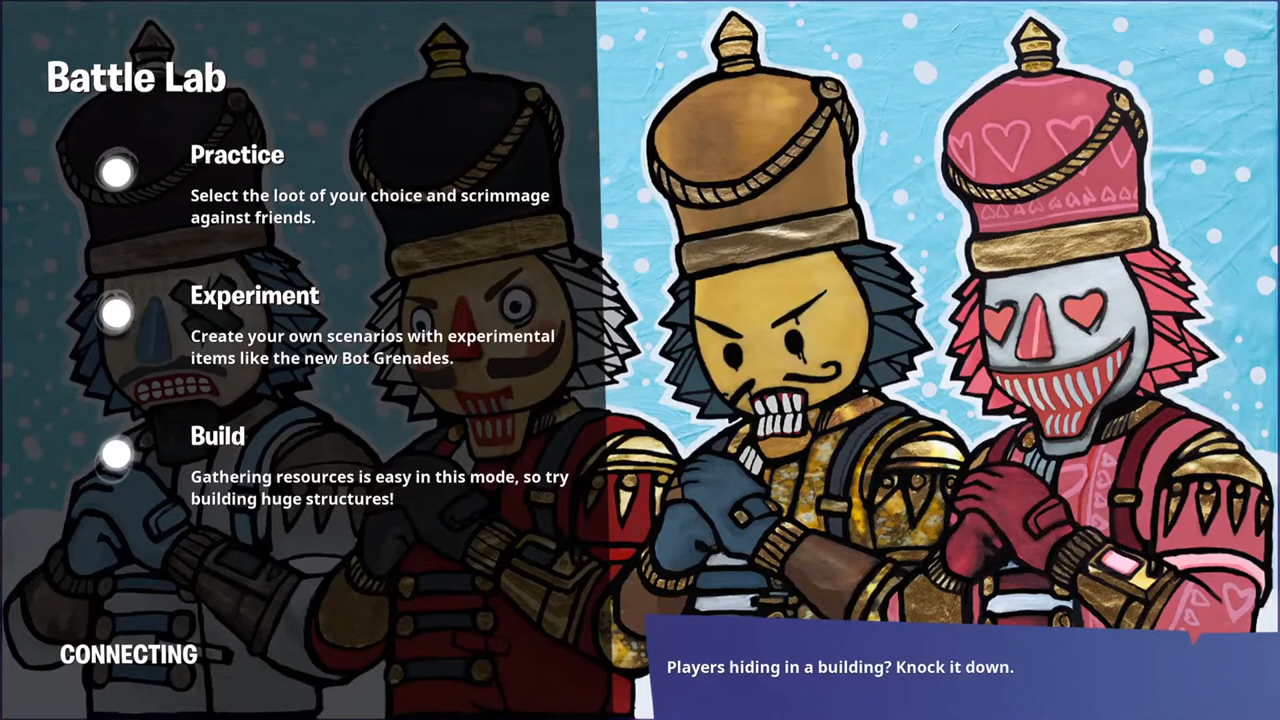 Battle Lab
Practice
Select the loot of your choice and scrimmage
against friends.
Experiment
Create your own scenarios with experimental
items like the new Bot Grenades.
Build
Gathering resources is easy in this mode, so try
building huge structures!
CONNECTING
Players hiding in a building? Knock it down.